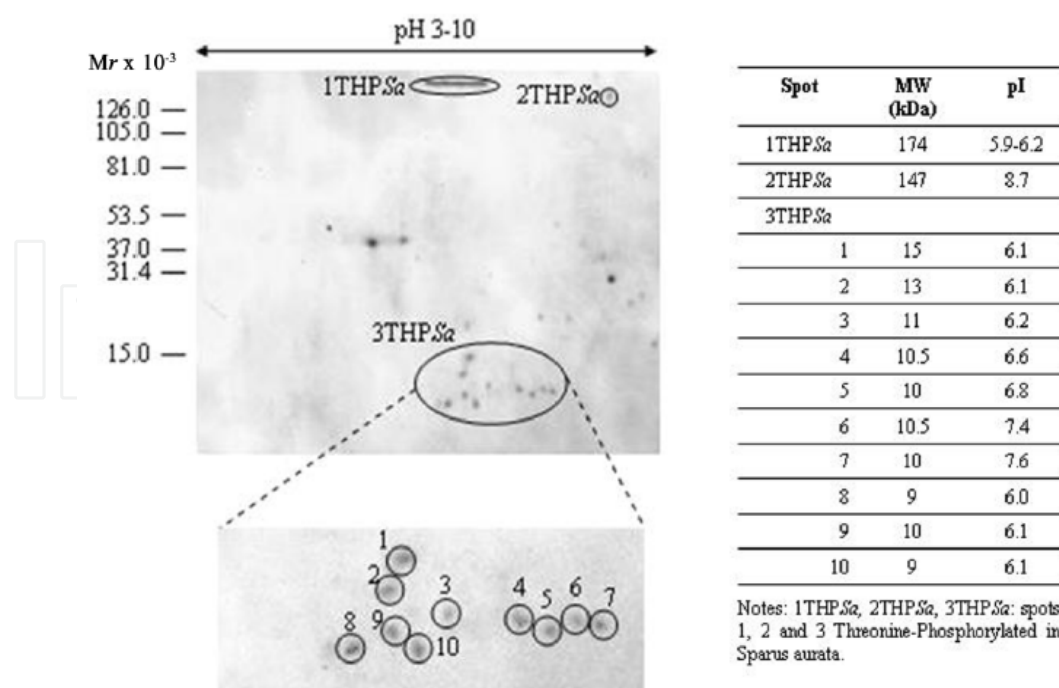 pH 3-10
Mr x 10-3
1THPSa
2THPSa
126.0
105.0
81.0
53.5
37.0
31.4
15.0
3THPSa
1
2
3
4
5
6
7
8
9
10
Spot MW (kDa) pI
1THPSa 174 5.9-6.2
2THPSa 147 8.7
3THPSa
1 15 6.1
2 13 6.1
3 11 6.2
4 10.5 6.6
5 10 6.8
6 10.5 7.4
7 10 7.6
8 9 6.0
9 10 6.1
10 9 6.1
Notes: 1THPSa, 2THPSa, 3THPSa: spots
1, 2 and 3 Threonine-Phosphorylated in
Sparus aurata.